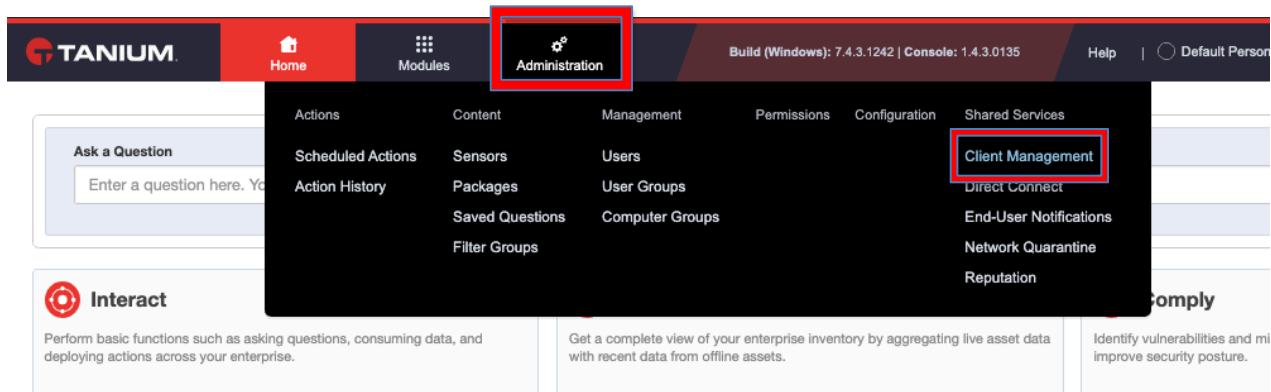 TANIUM.
Home
Modules
Administration
Build (Windows): 7.4.3.1242 | Console: 1.4.3.0135
Help | Default Person
Actions
Scheduled Actions
Action History
Content
Sensors
Packages
Saved Questions
Filter Groups
Management
Users
User Groups
Computer Groups
Permissions
Configuration
Shared Services
Client Management
Direct Connect
End-User Notifications
Network Quarantine
Reputation
Ask a Question
Enter a question here. Yo
Interact
Perform basic functions such as asking questions, consuming data, and
deploying actions across your enterprise.
Get a complete view of your enterprise inventory by aggregating live asset data
with recent data from offline assets.
Comply
Identify vulnerabilities and mi
improve security posture.